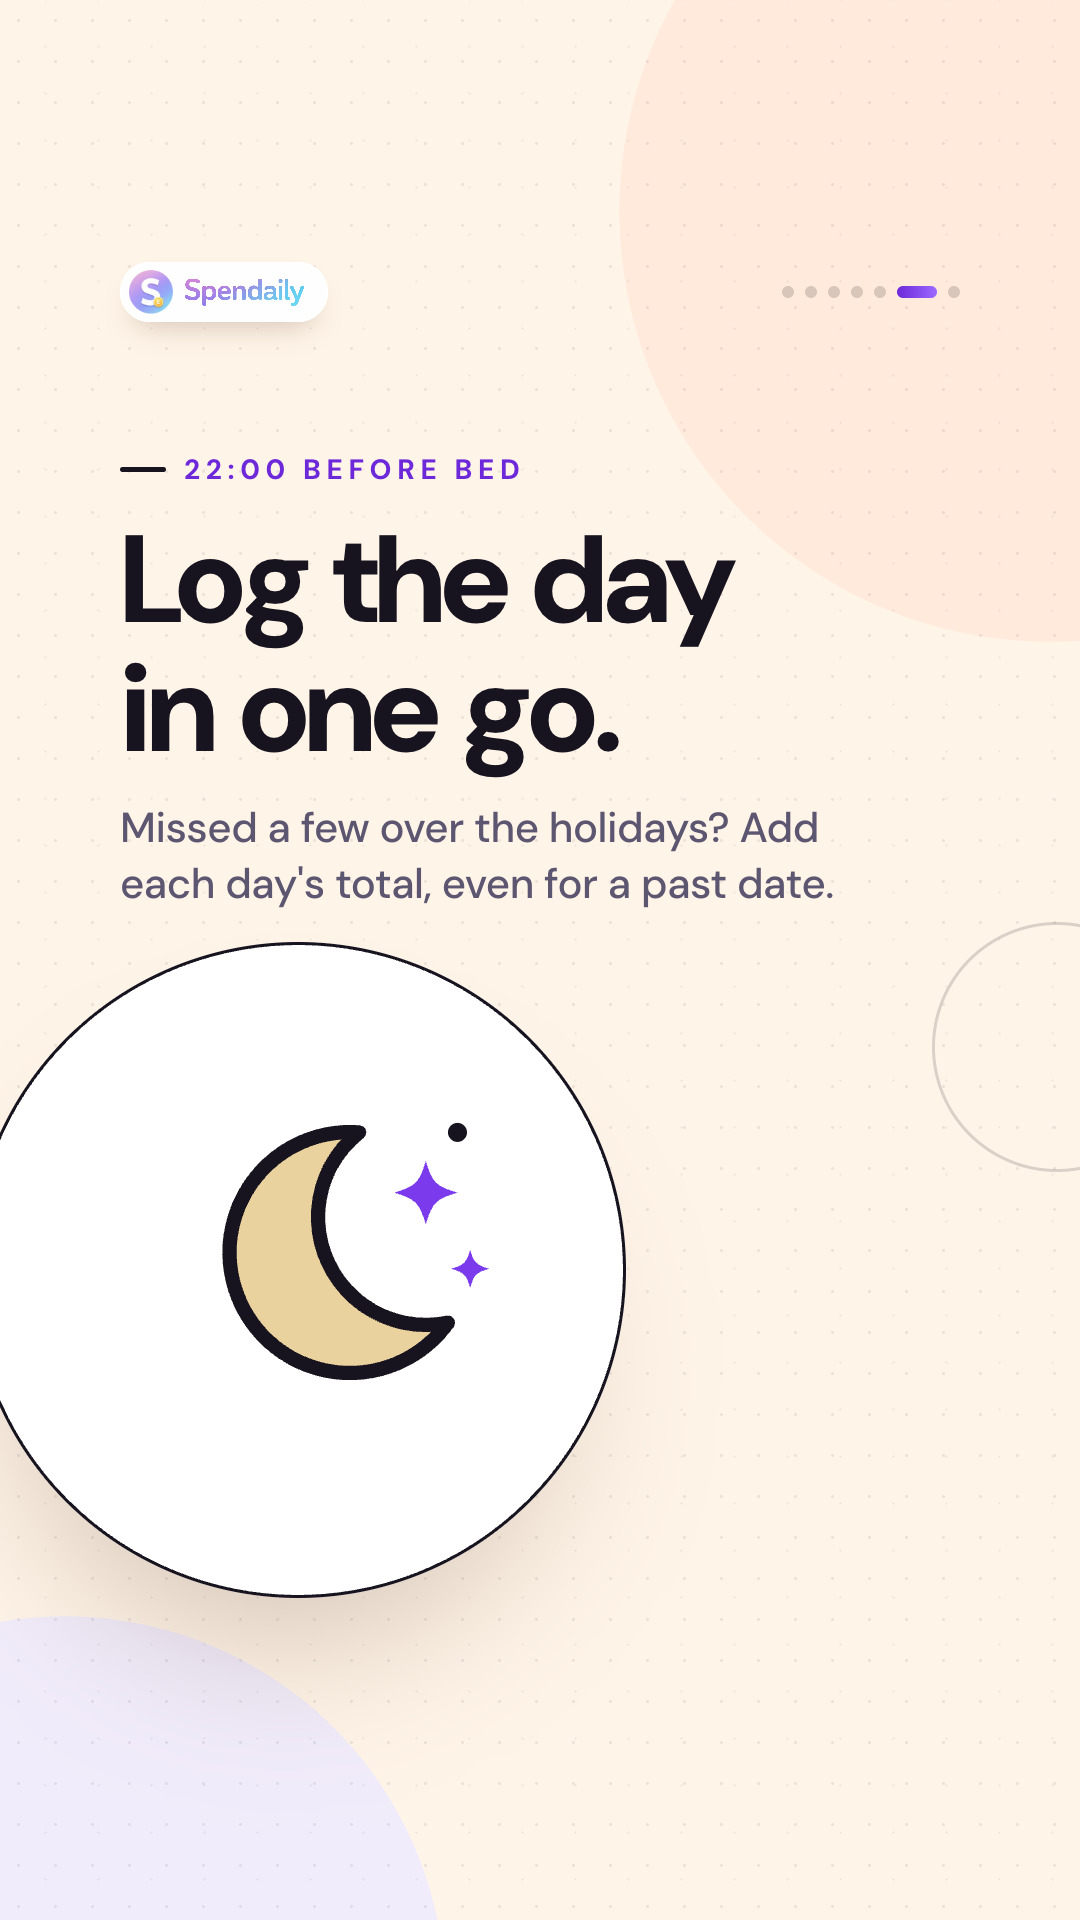 Spendaily
22:00 BEFORE BED
Log the day
in one go.
Missed a few over the holidays? Add
each day's total, even for a past date.